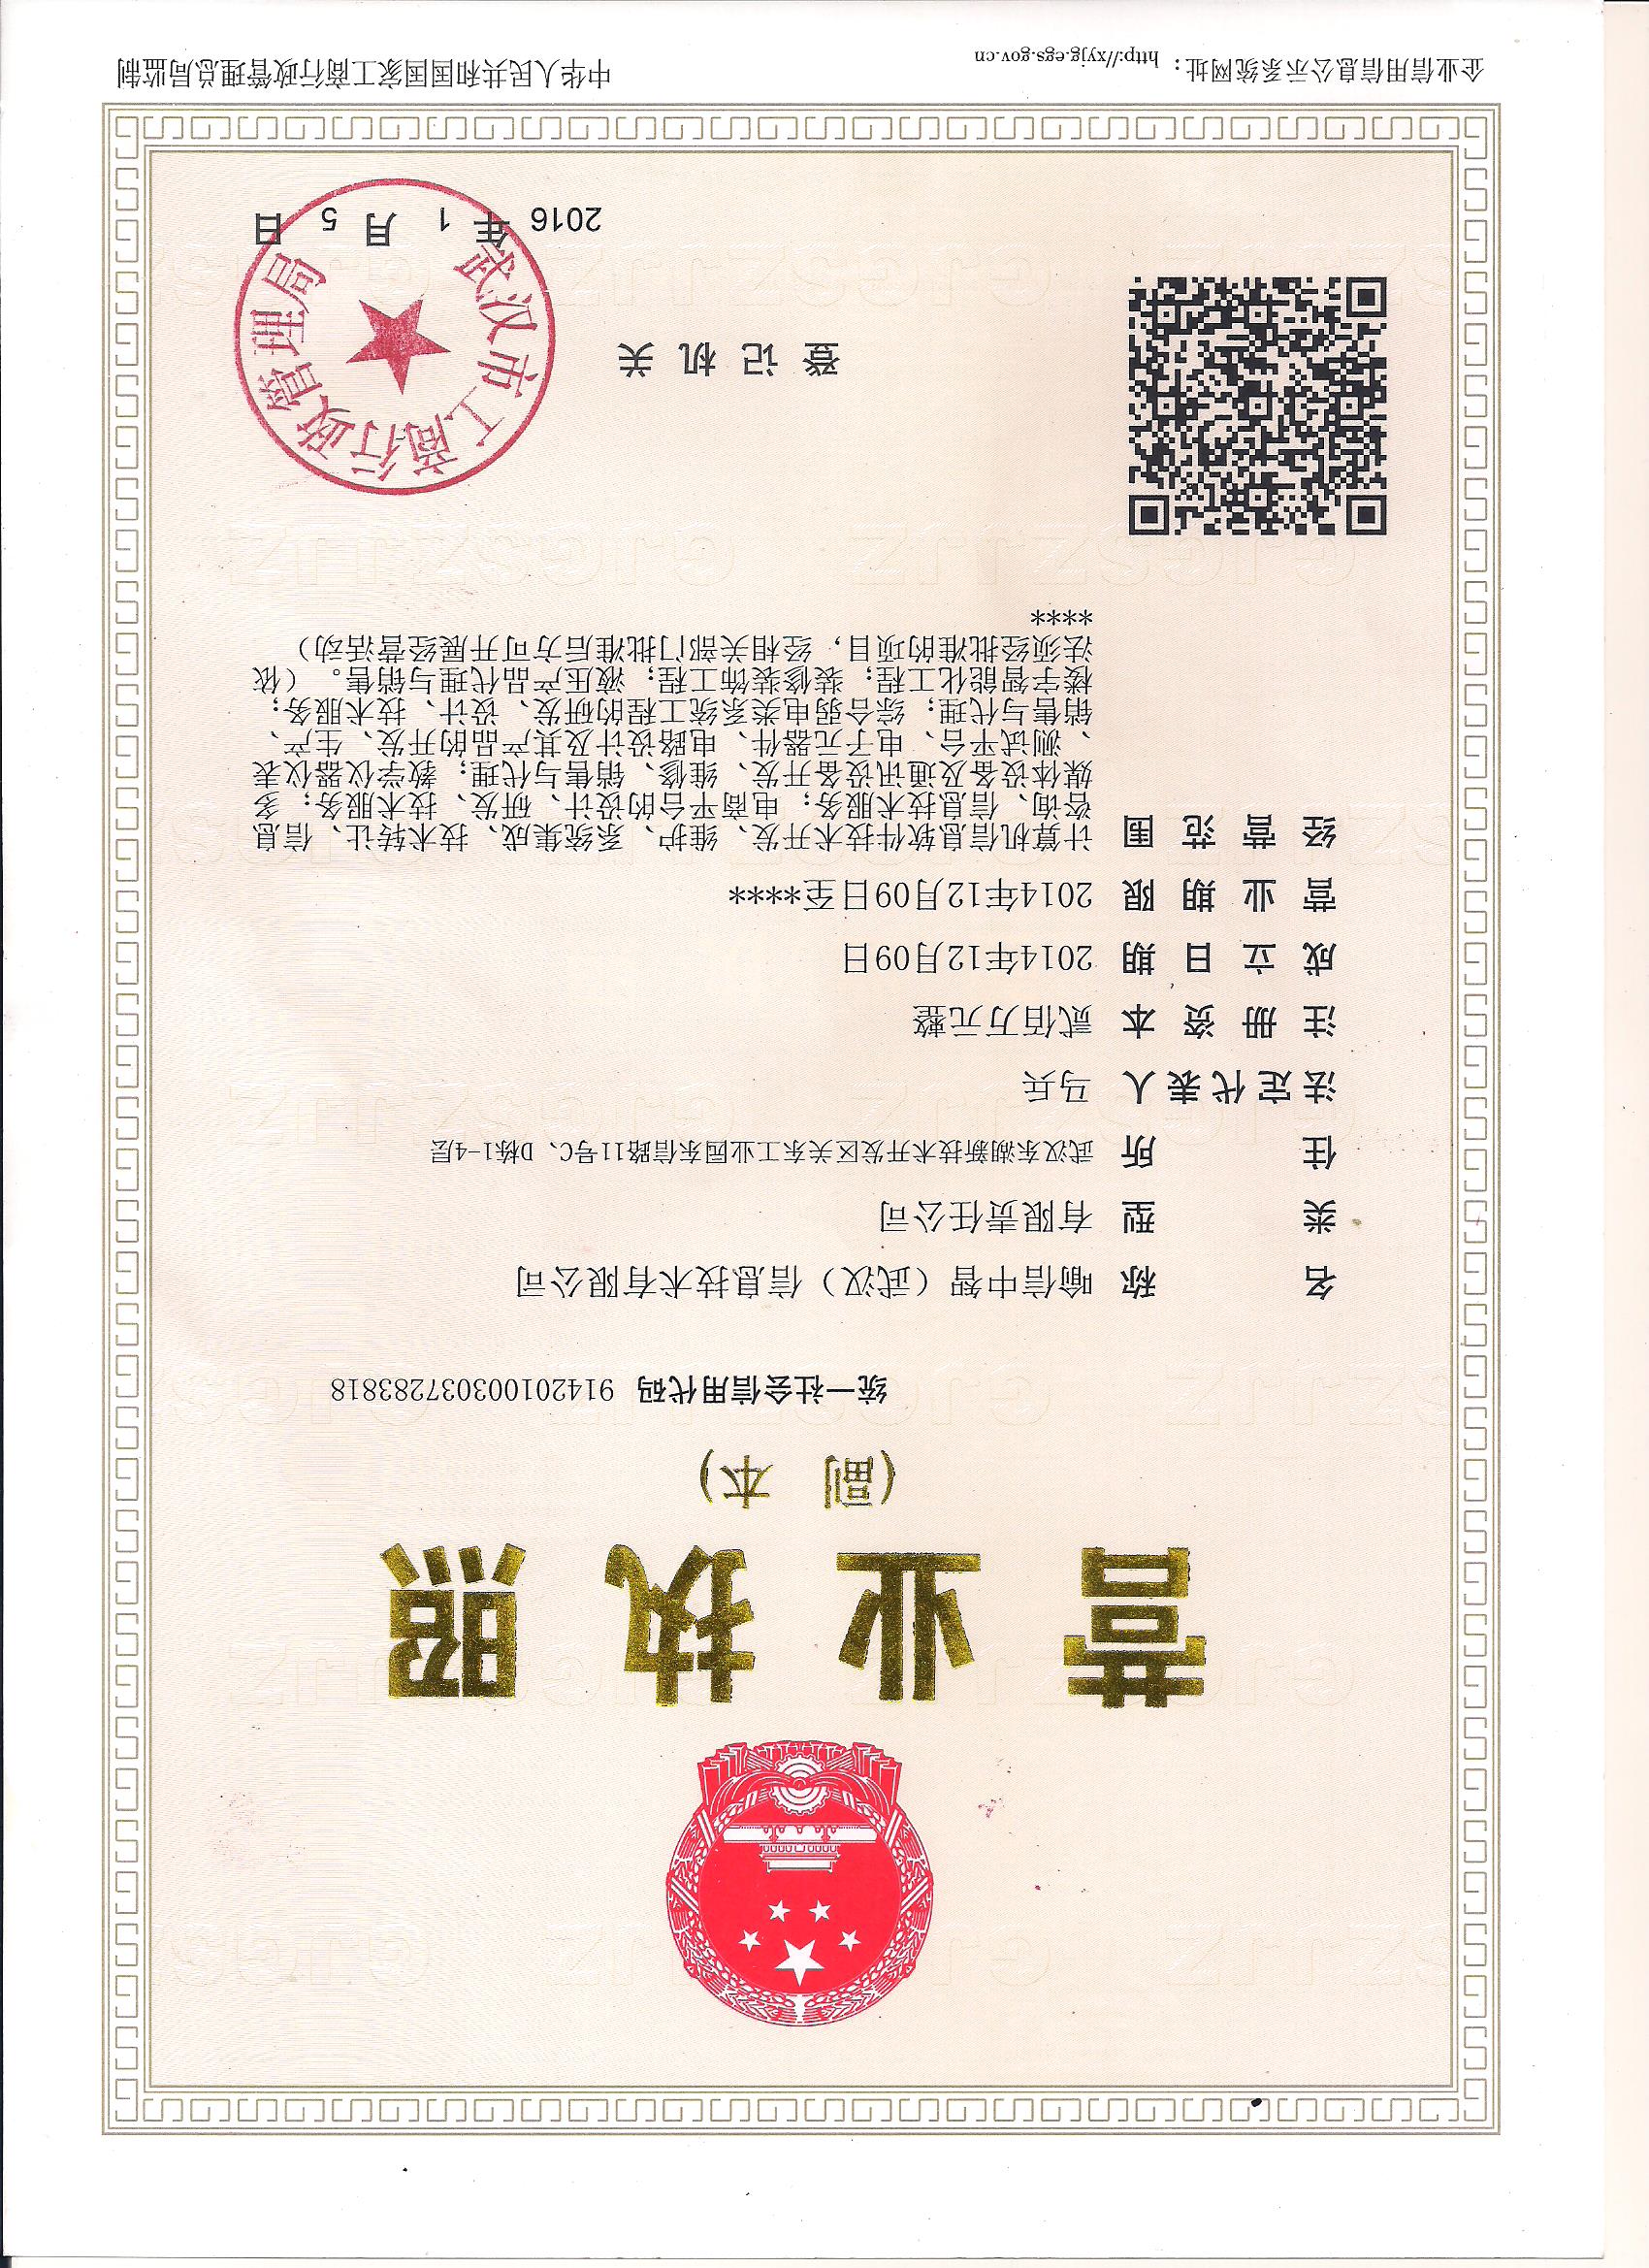 营业执照
(副 本)
统一社会信用代码 914201003037283818
名 称 喻信中智（武汉）信息技术有限公司
类 型 有限责任公司
住 所 武汉东湖新技术开发区关东工业园东信路11号C、D栋1-4层
法定代表人 马兵
注册资本 贰佰万元整
成立日期 2014年12月09日
营业期限 2014年12月09日至****
经营范围 计算机信息软件技术开发、维护、系统集成、技术转让、信息
咨询、信息技术服务；电商平台的设计、研发、技术服务；多
媒体设备及通讯设备开发、维修、销售与代理；教学仪器仪表
、测试平台、电子元器件、电路设计及其产品的开发、生产、
销售与代理；综合弱电类系统工程的研发、设计、技术服务；
楼宇智能化工程；装修装饰工程；液压产品代理与销售。（依
法须经批准的项目，经相关部门批准后方可开展经营活动）
****
登记机关
武汉市工商行政管理局
2016 年 1 月 5 日
企业信用信息公示系统网址： http://xyjg.egs.gov.cn
中华人民共和国国家工商行政管理总局监制